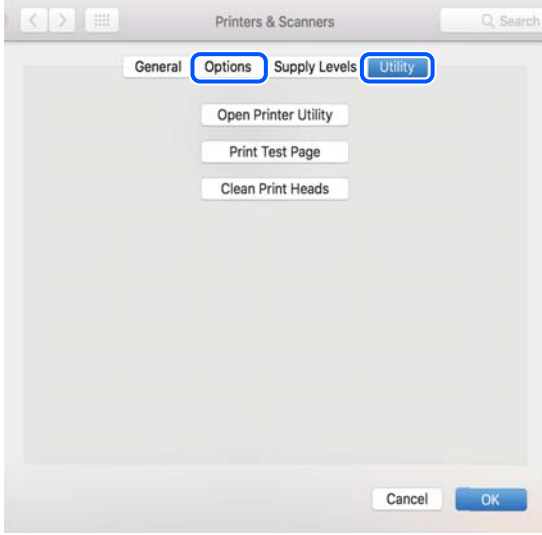 Printers & Scanners
Search
General Options Supply Levels Utility
Open Printer Utility
Print Test Page
Clean Print Heads
Cancel OK